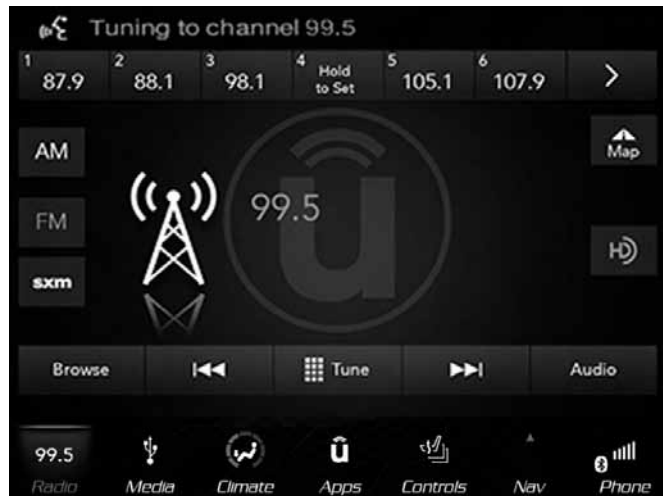 Tuning to channel 99.5
1 87.9 2 88.1 3 98.1 4 Hold to Set 5 105.1 6 107.9
AM
Map
99.5
FM
HD
sxm
û
Browse Tune Audio
99.5 û
Radio Media Climate Apps Controls Nav Phone